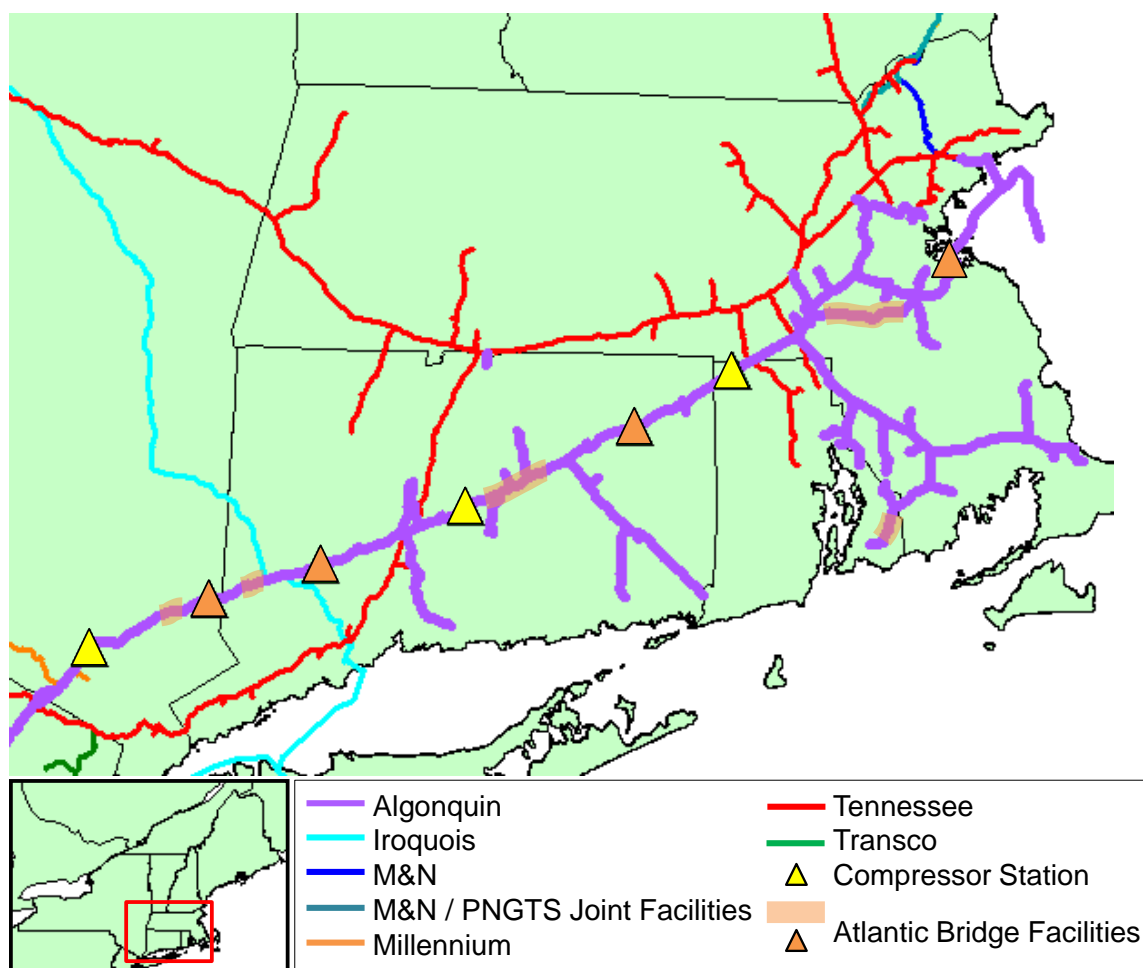 Algonquin
Iroquois
M&N
M&N / PNGTS Joint Facilities
Millennium
Tennessee
Transco
Compressor Station
Atlantic Bridge Facilities